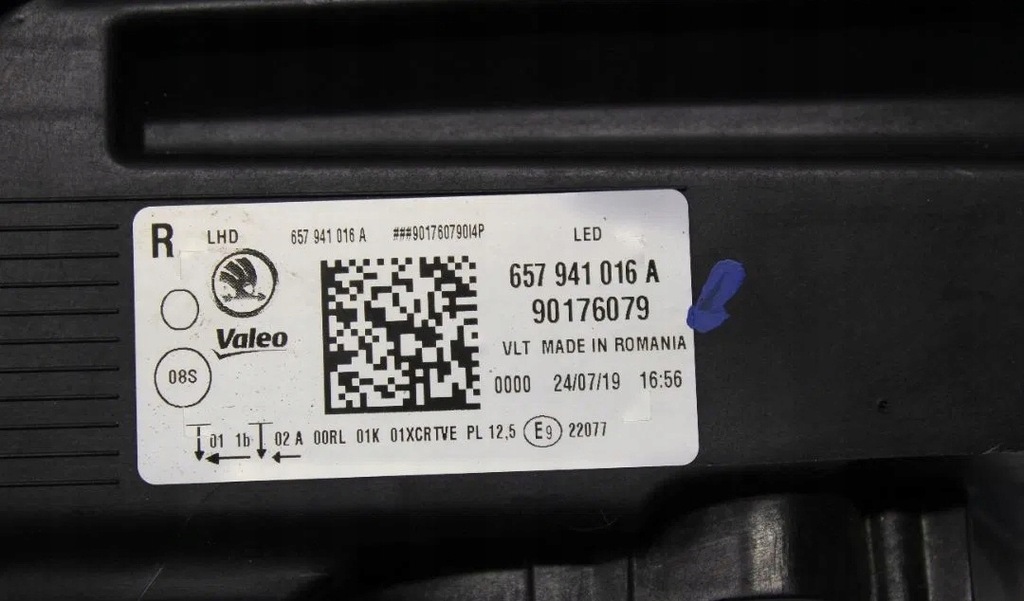 R LHD 657 941 016 A ###90176079014P LED
657 941 016 A
90176079
Valeo
VLT MADE IN ROMANIA
08S
0000 24/07/19 16:56
01 1b 02 A 00RL 01K 01XCRTVE PL 12,5 E9 22077